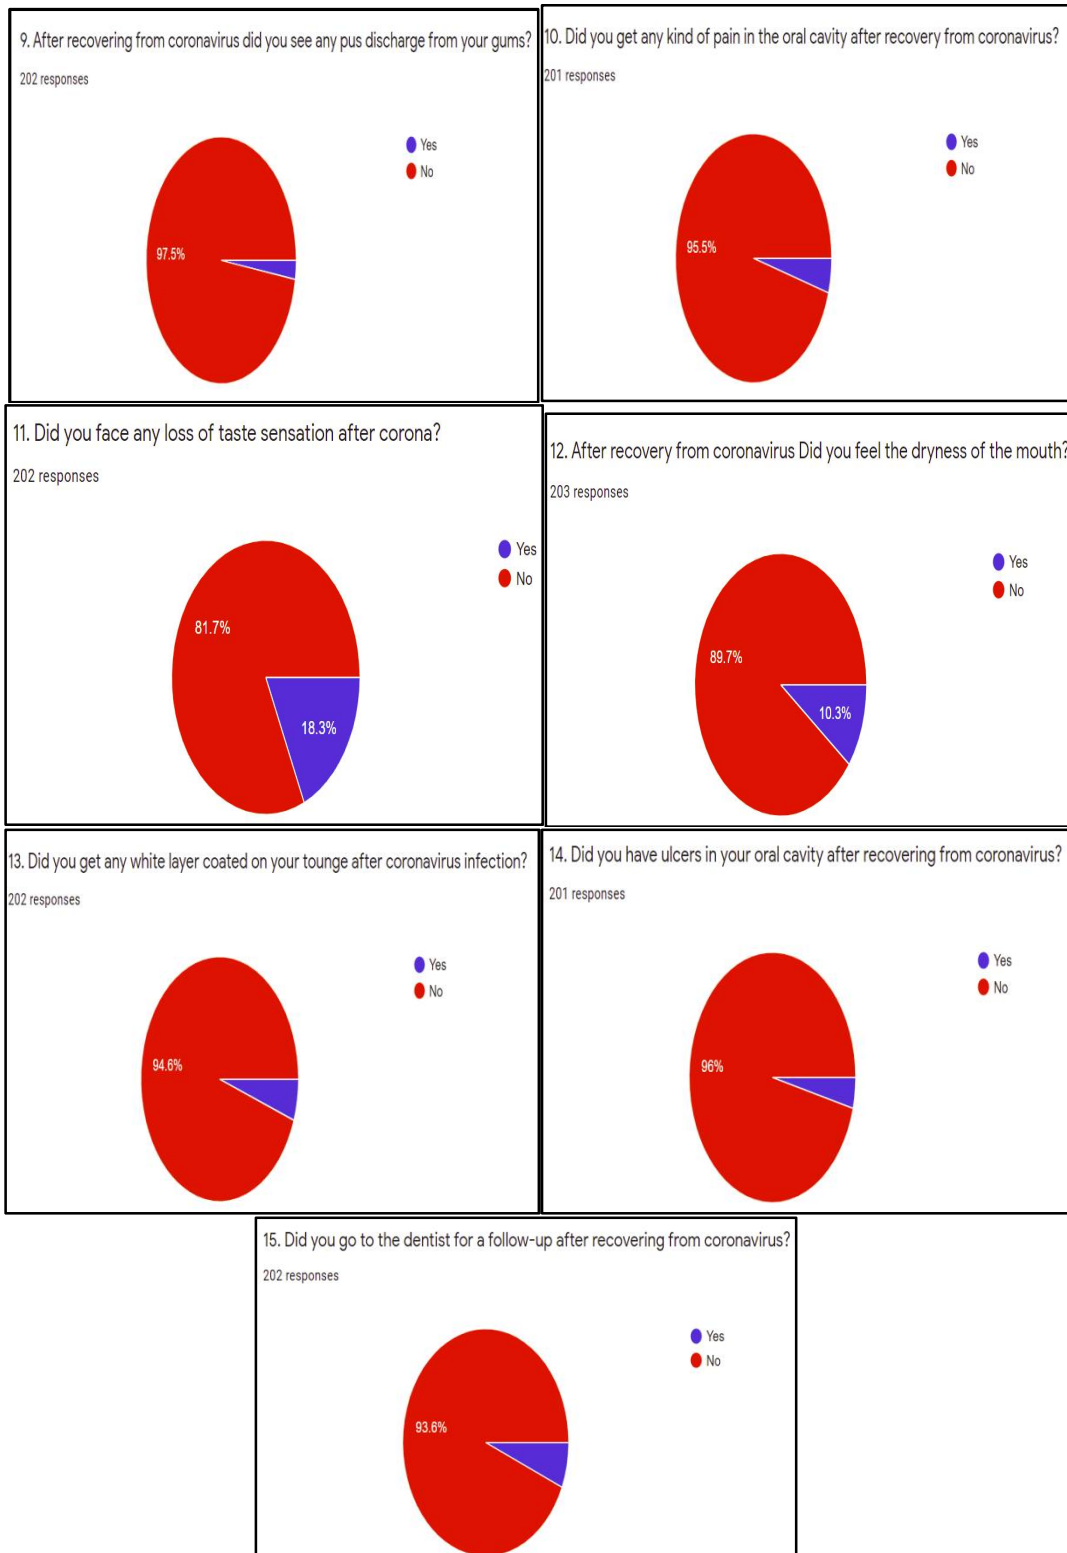 9. After recovering from coronavirus did you see any pus discharge from your gums?
202 responses
Yes
No
97.5%
10. Did you get any kind of pain in the oral cavity after recovery from coronavirus?
201 responses
Yes
No
95.5%
11. Did you face any loss of taste sensation after corona?
202 responses
Yes
No
81.7%
18.3%
12. After recovery from coronavirus Did you feel the dryness of the mouth?
203 responses
Yes
No
89.7%
10.3%
13. Did you get any white layer coated on your tounge after coronavirus infection?
202 responses
Yes
No
94.6%
14. Did you have ulcers in your oral cavity after recovering from coronavirus?
201 responses
Yes
No
96%
15. Did you go to the dentist for a follow-up after recovering from coronavirus?
202 responses
Yes
No
93.6%